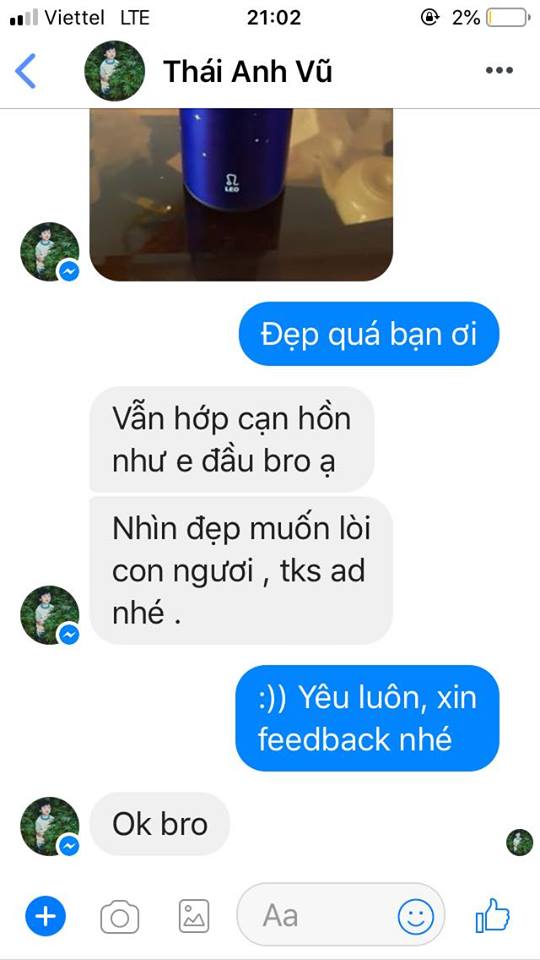 Viettel LTE 21:02 2%
Thái Anh Vũ
LEO
Đẹp quá bạn ơi
Vẫn hớp cạn hồn
như e đầu bro ạ
Nhìn đẹp muốn lòi
con ngươi , tks ad
nhé .
:)) Yêu luôn, xin
feedback nhé
Ok bro
Aa